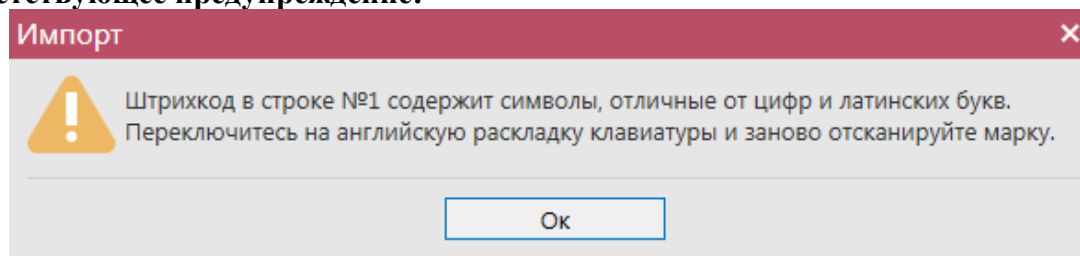 предупреждение:
Импорт
Штрихкод в строке №1 содержит символы, отличные от цифр и латинских букв.
Переключитесь на английскую раскладку клавиатуры и заново отсканируйте марку.
Ок